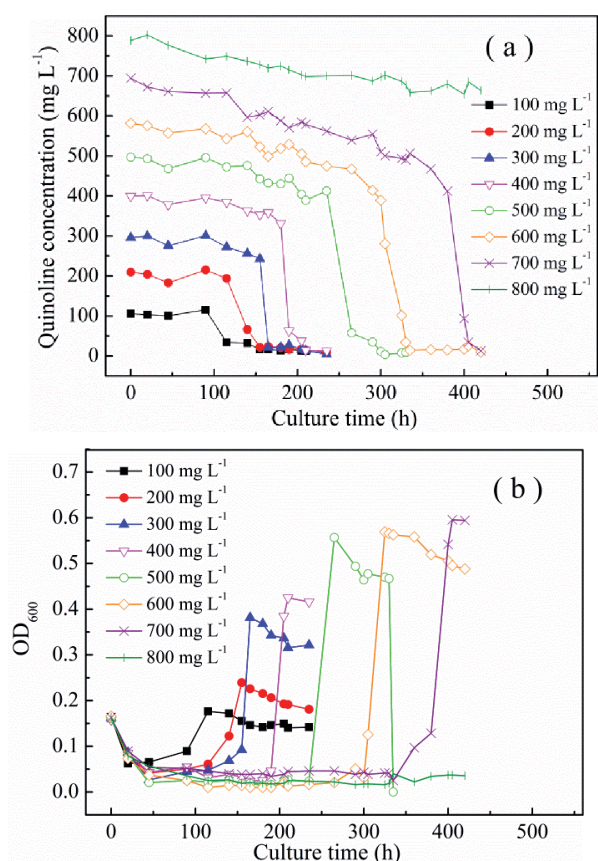 ( a )
Quinoline concentration (mg L⁻¹)
800
700
600
500
400
300
200
100
0
100 mg L⁻¹
200 mg L⁻¹
300 mg L⁻¹
400 mg L⁻¹
500 mg L⁻¹
600 mg L⁻¹
700 mg L⁻¹
800 mg L⁻¹
0 100 200 300 400 500
Culture time (h)
( b )
OD₆₀₀
0.7
0.6
0.5
0.4
0.3
0.2
0.1
0.0
100 mg L⁻¹
200 mg L⁻¹
300 mg L⁻¹
400 mg L⁻¹
500 mg L⁻¹
600 mg L⁻¹
700 mg L⁻¹
800 mg L⁻¹
0 100 200 300 400 500
Culture time (h)